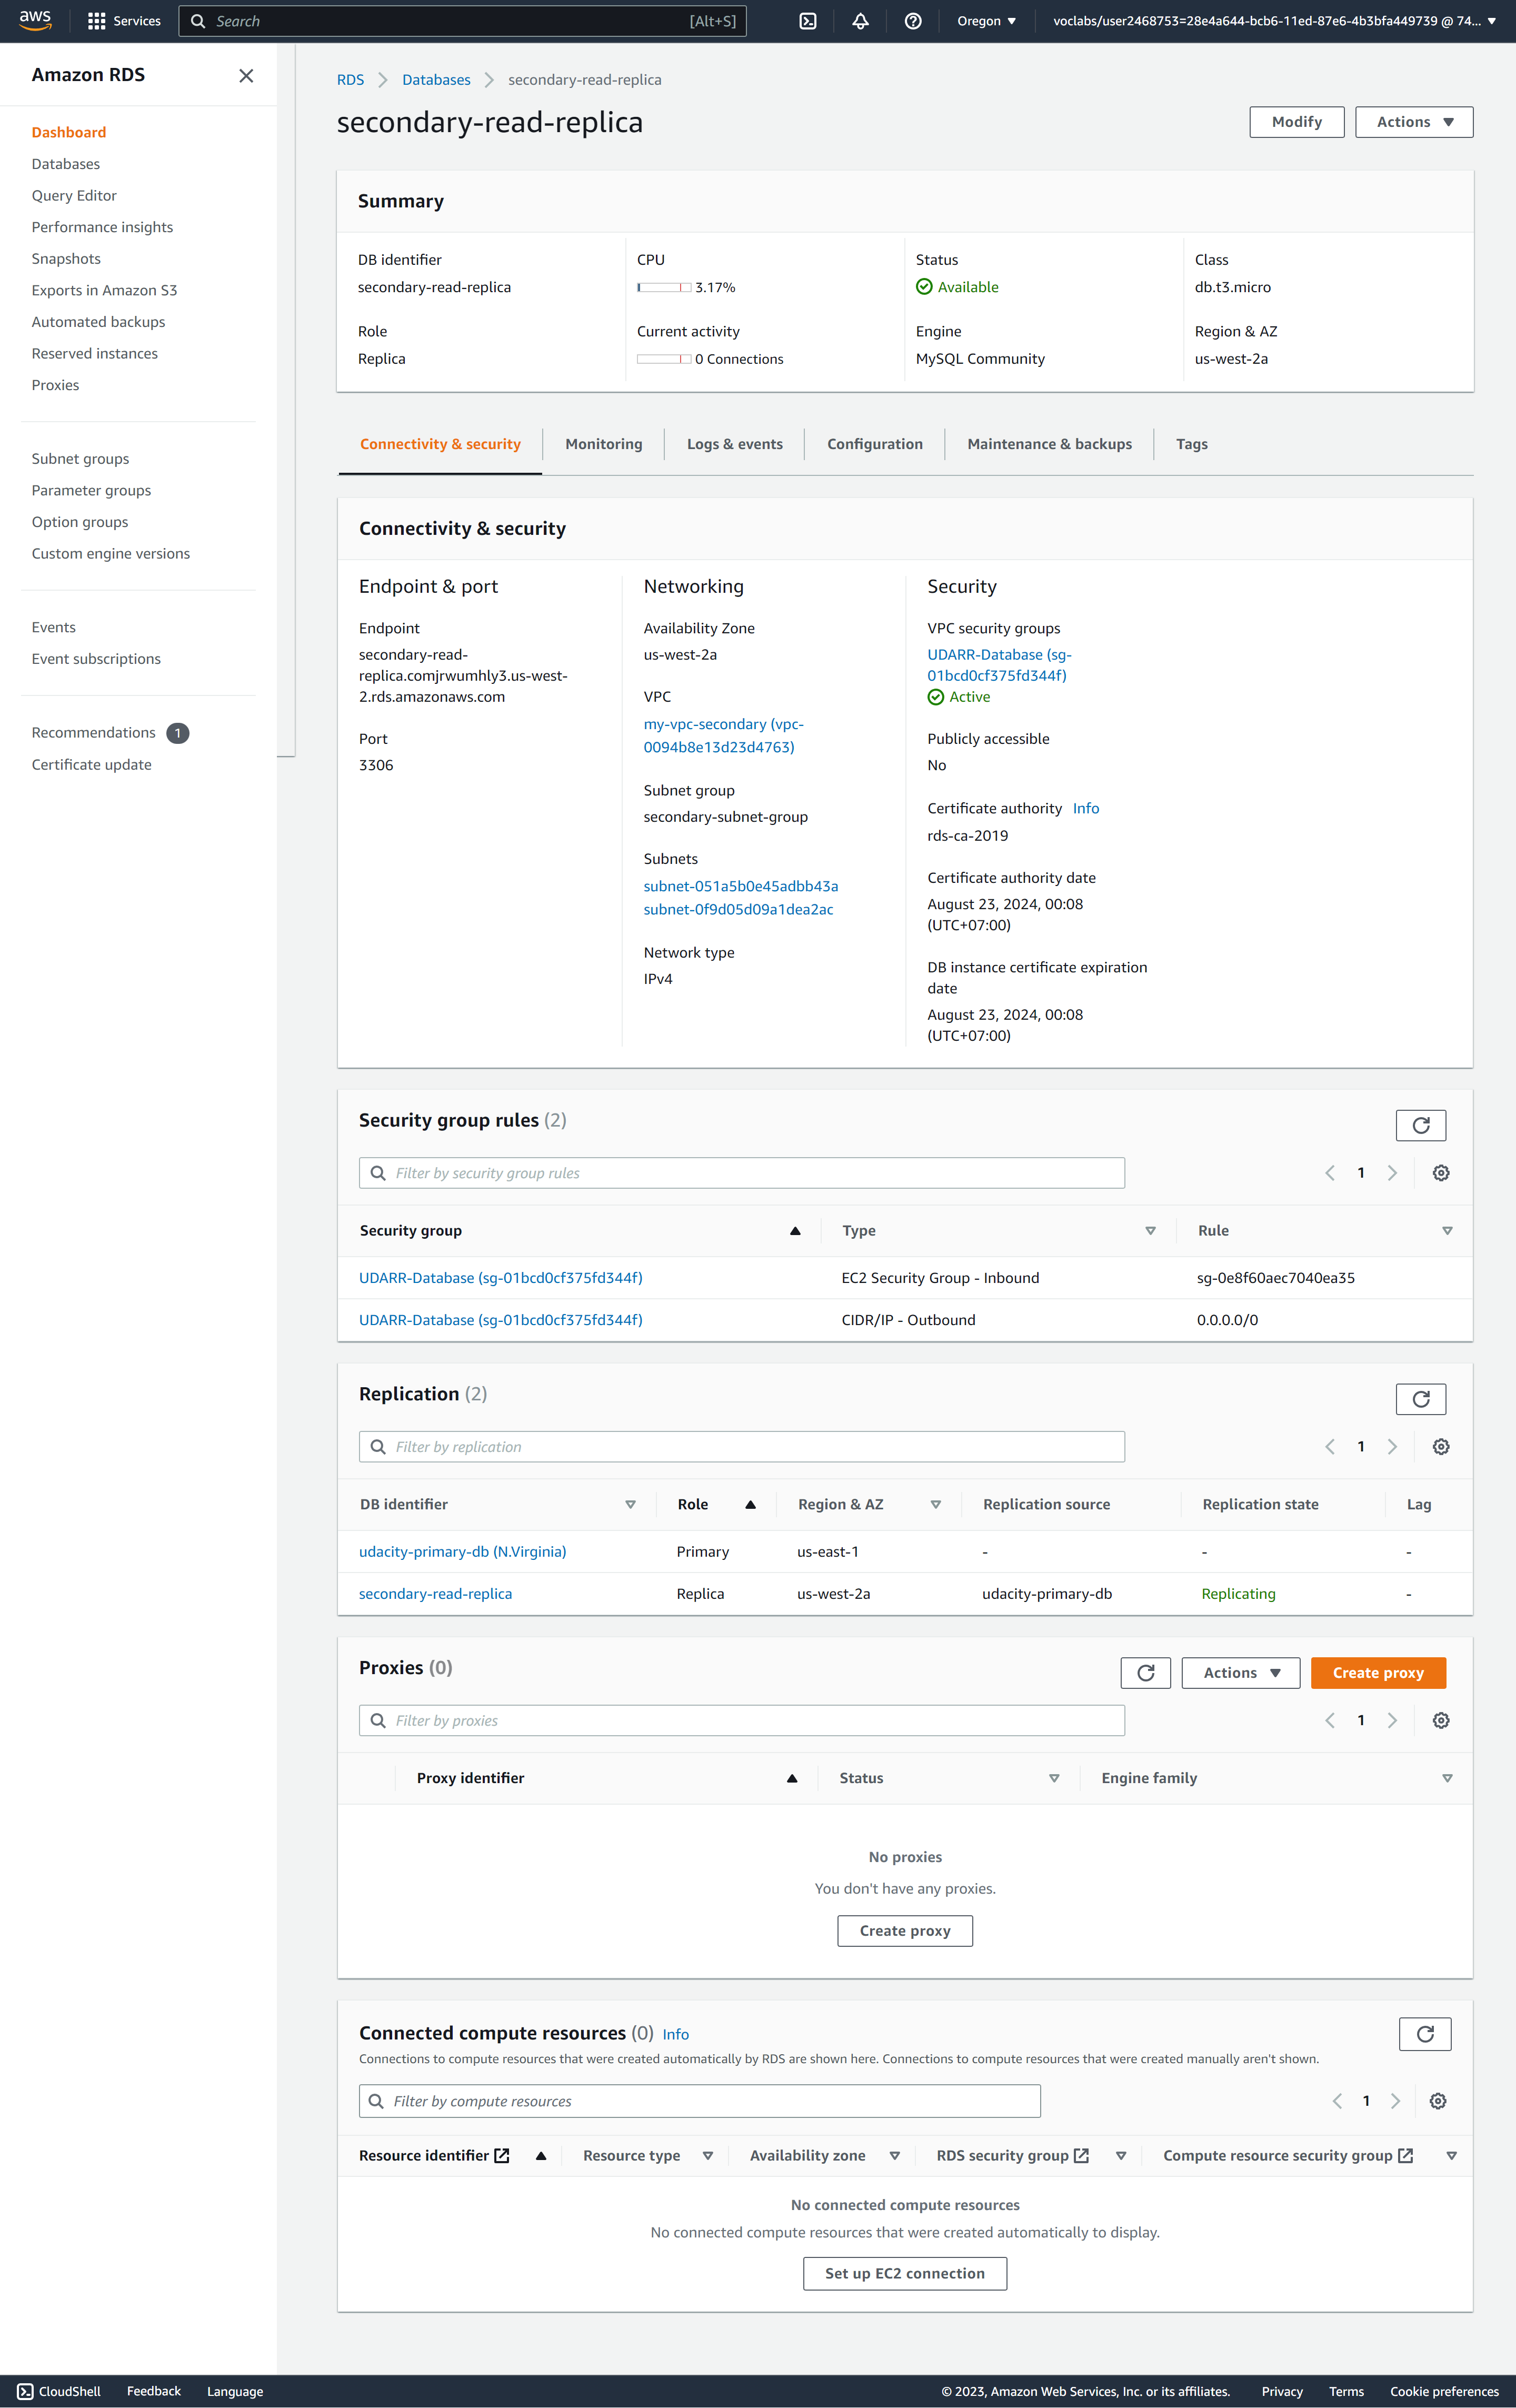 aws
Services
Search
[Alt+S]
Oregon
voclabs/user2468753=28e4a644-bcb6-11ed-87e6-4b3bfa449739 @ 74...
Amazon RDS
Dashboard
Databases
Query Editor
Performance insights
Snapshots
Exports in Amazon S3
Automated backups
Reserved instances
Proxies
Subnet groups
Parameter groups
Option groups
Custom engine versions
Events
Event subscriptions
Recommendations 1
Certificate update
RDS
Databases
secondary-read-replica
secondary-read-replica
Modify
Actions
Summary
DB identifier
secondary-read-replica
CPU
3.17%
Status
Available
Class
db.t3.micro
Role
Replica
Current activity
0 Connections
Engine
MySQL Community
Region & AZ
us-west-2a
Connectivity & security
Monitoring
Logs & events
Configuration
Maintenance & backups
Tags
Connectivity & security
Endpoint & port
Endpoint
secondary-read-
replica.comjrwumhly3.us-west-
2.rds.amazonaws.com
Port
3306
Networking
Availability Zone
us-west-2a
VPC
my-vpc-secondary (vpc-
0094b8e13d23d4763)
Subnet group
secondary-subnet-group
Subnets
subnet-051a5b0e45adbb43a
subnet-0f9d05d09a1dea2ac
Network type
IPv4
Security
VPC security groups
UDARR-Database (sg-
01bcd0cf375fd344f)
Active
Publicly accessible
No
Certificate authority Info
rds-ca-2019
Certificate authority date
August 23, 2024, 00:08
(UTC+07:00)
DB instance certificate expiration
date
August 23, 2024, 00:08
(UTC+07:00)
Security group rules (2)
Filter by security group rules
1
Security group
Type
Rule
UDARR-Database (sg-01bcd0cf375fd344f)
EC2 Security Group - Inbound
sg-0e8f60aec7040ea35
UDARR-Database (sg-01bcd0cf375fd344f)
CIDR/IP - Outbound
0.0.0.0/0
Replication (2)
Filter by replication
1
DB identifier
Role
Region & AZ
Replication source
Replication state
Lag
udacity-primary-db (N.Virginia)
Primary
us-east-1
-
-
-
secondary-read-replica
Replica
us-west-2a
udacity-primary-db
Replicating
-
Proxies (0)
Actions
Create proxy
Filter by proxies
1
Proxy identifier
Status
Engine family
No proxies
You don't have any proxies.
Create proxy
Connected compute resources (0) Info
Connections to compute resources that were created automatically by RDS are shown here. Connections to compute resources that were created manually aren't shown.
Filter by compute resources
1
Resource identifier
Resource type
Availability zone
RDS security group
Compute resource security group
No connected compute resources
No connected compute resources that were created automatically to display.
Set up EC2 connection
CloudShell
Feedback
Language
© 2023, Amazon Web Services, Inc. or its affiliates.
Privacy
Terms
Cookie preferences